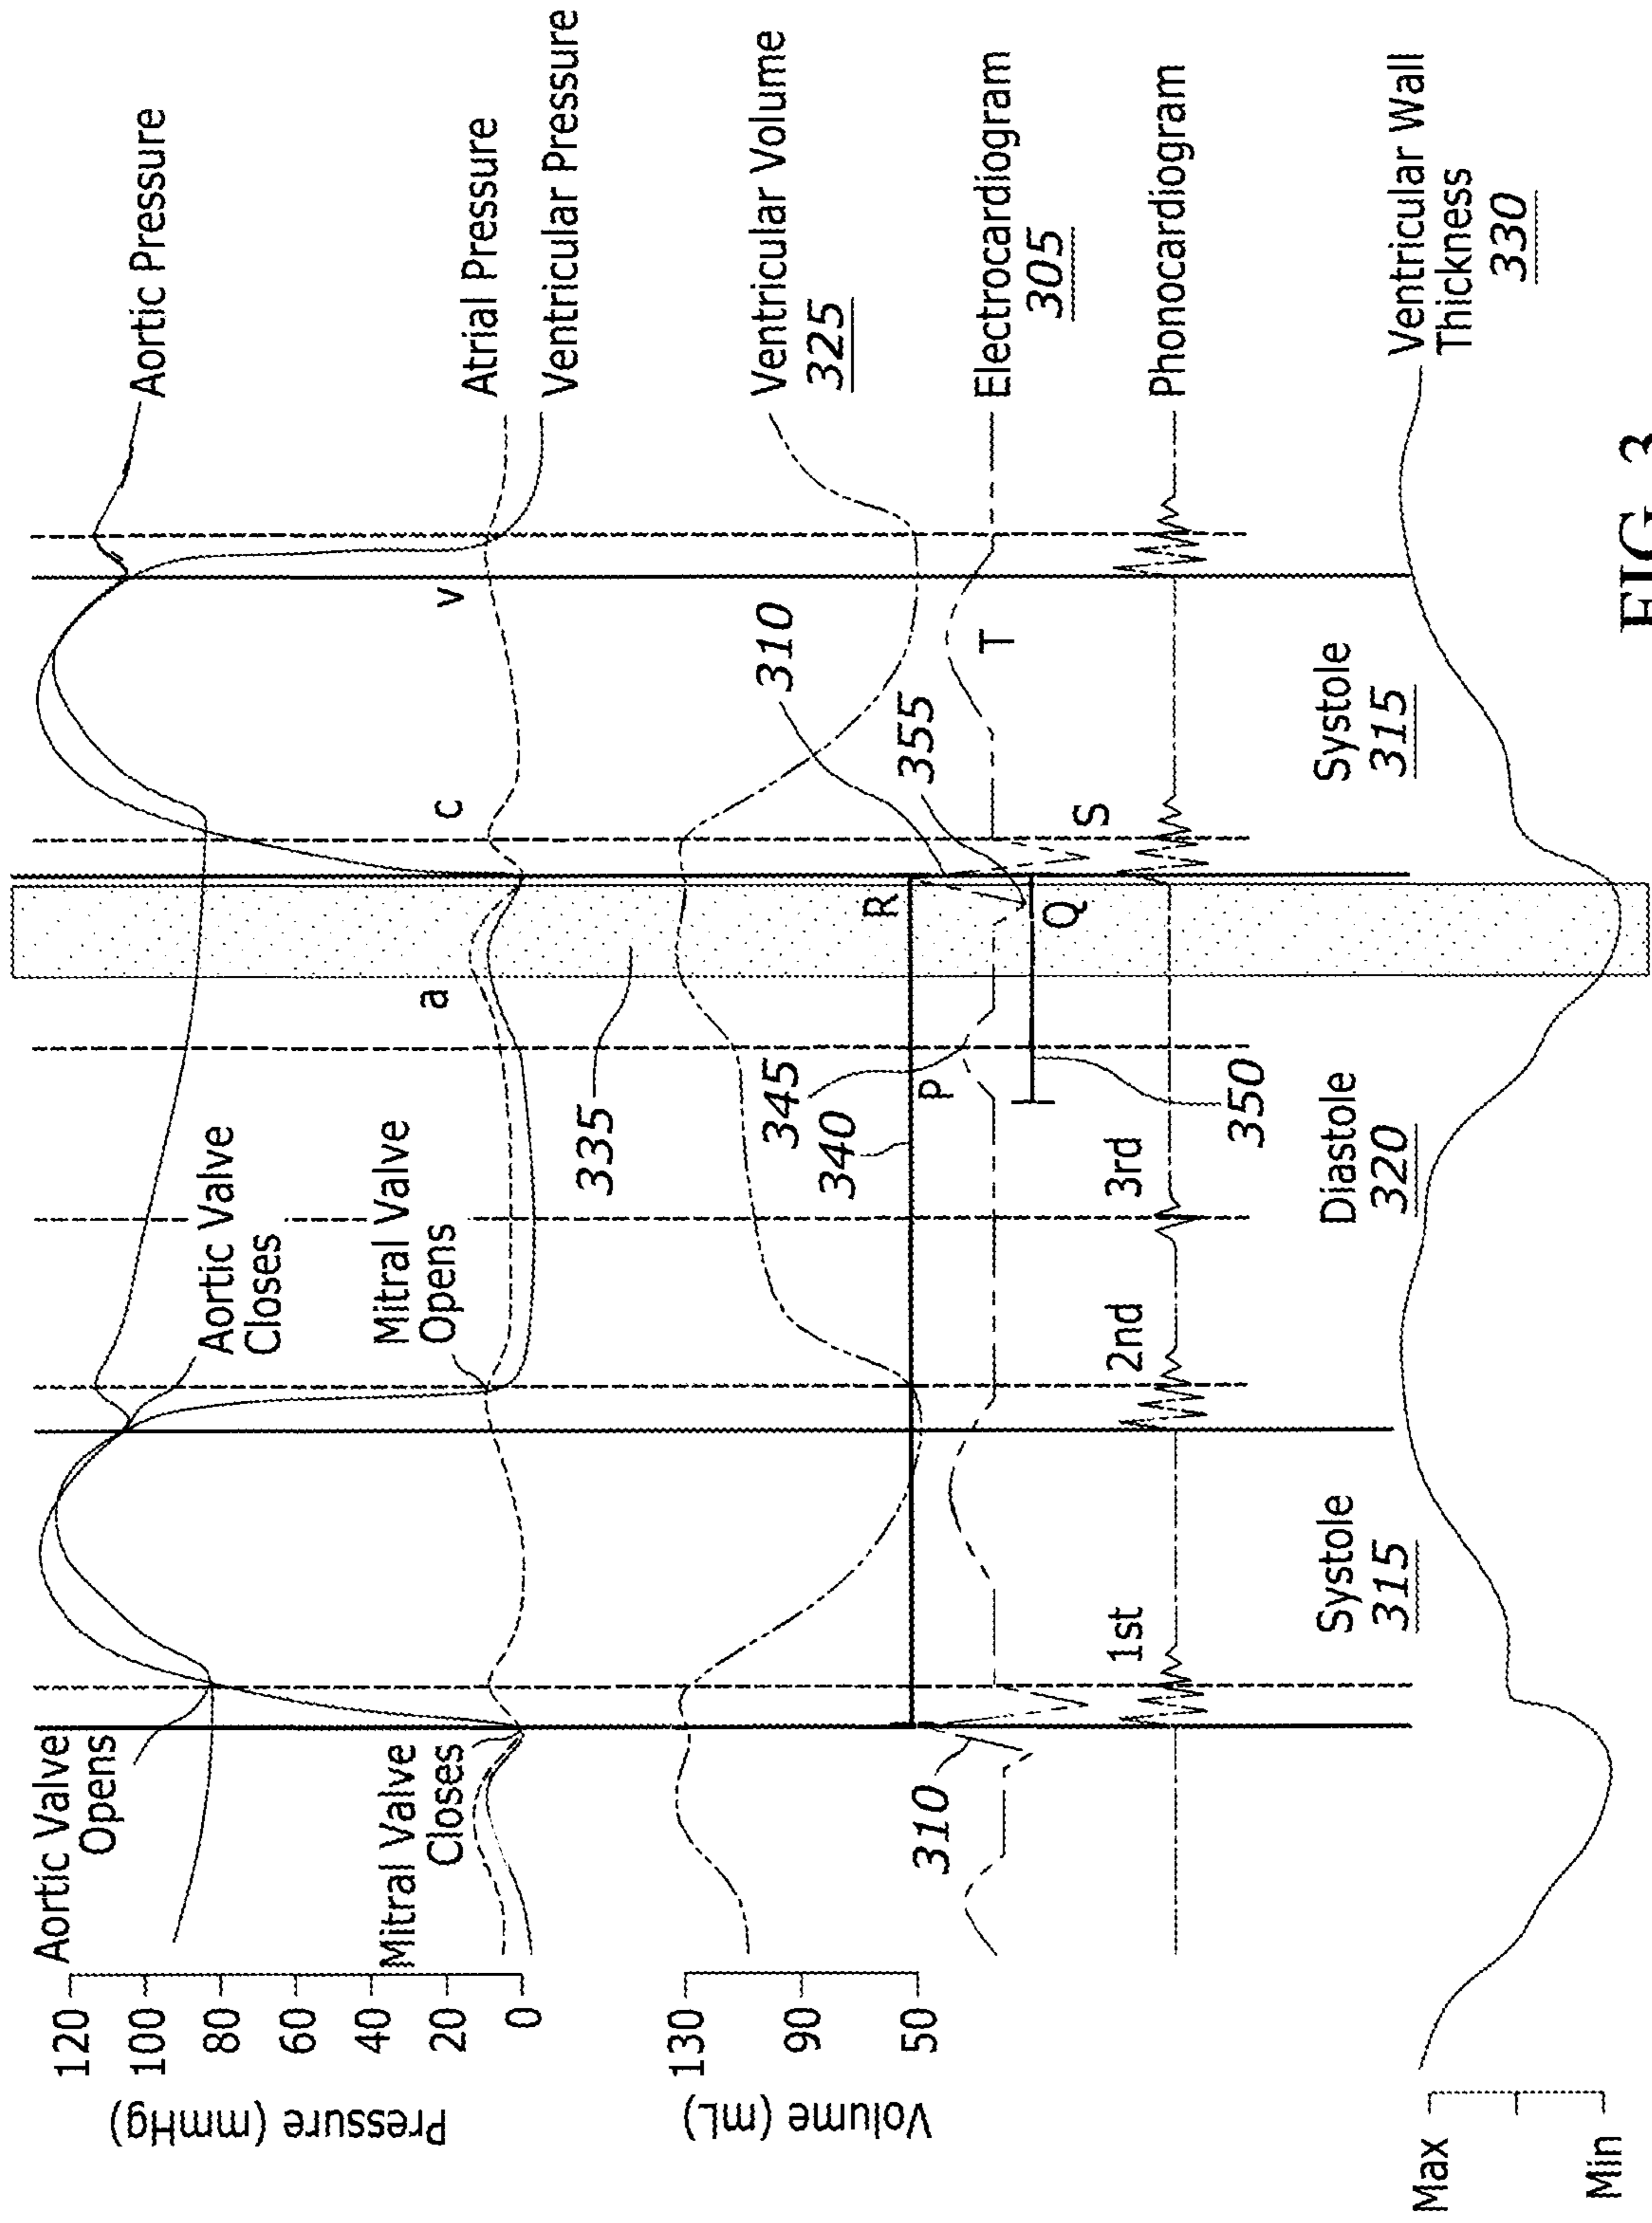 Aortic Valve
Opens
Mitral Valve
Closes
Aortic Valve
Closes
Mitral Valve
Opens
120
100
80
60
40
20
0
Pressure (mmHg)
a
c
v
Aortic Pressure
Atrial Pressure
Ventricular Pressure
335
130
90
50
Volume (mL)
Ventricular Volume
325
310
355
345
340
310
P
R
Q
S
T
Electrocardiogram
305
350
1st
2nd
3rd
Phonocardiogram
Systole
315
Diastole
320
Systole
315
Max
Min
Ventricular Wall
Thickness
330
FIG. 3